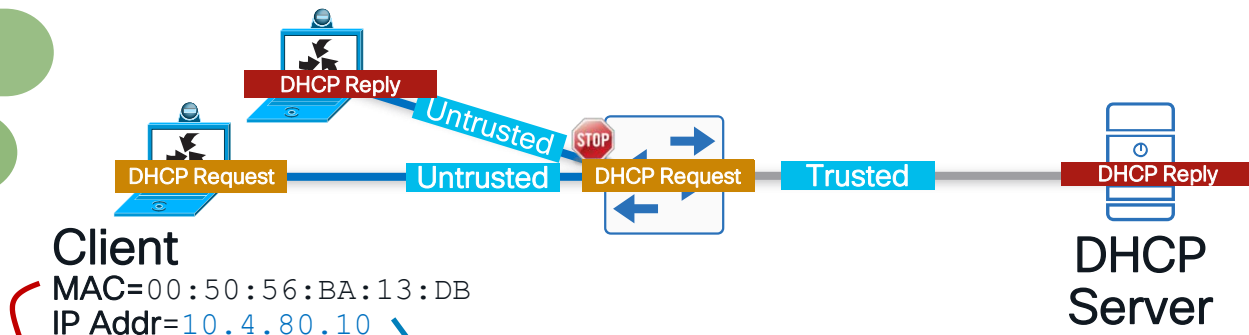 DHCP Reply
Untrusted
STOP
DHCP Request
Untrusted
DHCP Request
Trusted
DHCP Reply
Client
MAC=00:50:56:BA:13:DB
IP Addr=10.4.80.10
DHCP
Server